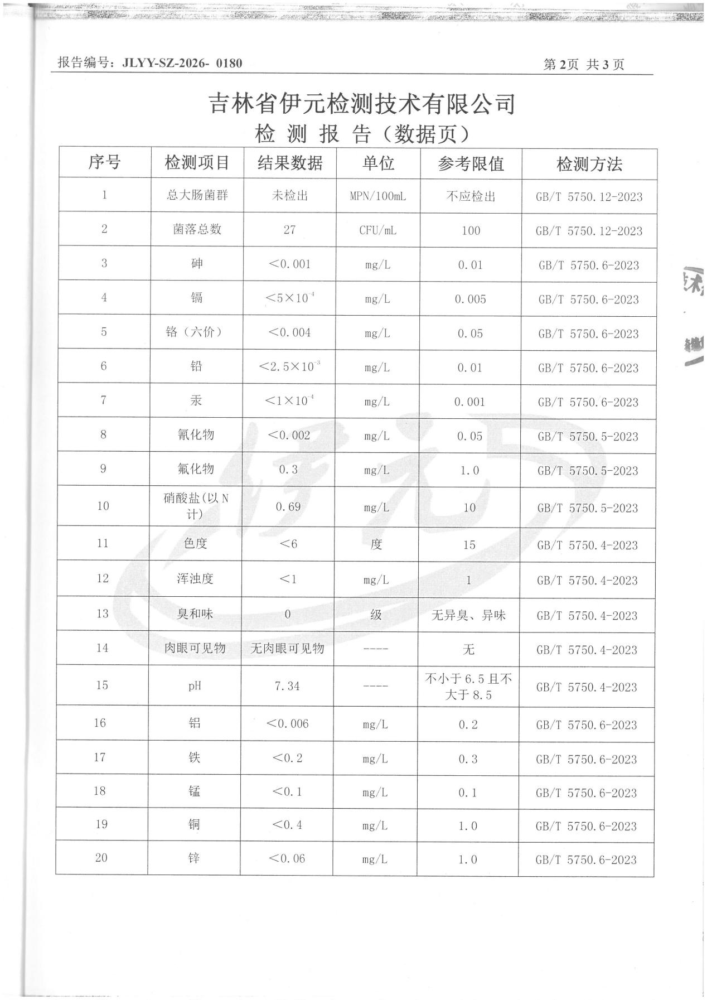 报告编号：JLYY-SZ-2026- 0180 第2页 共3页
吉林省伊元检测技术有限公司
检 测 报 告（数据页）
序号 检测项目 结果数据 单位 参考限值 检测方法
1 总大肠菌群 未检出 MPN/100mL 不应检出 GB/T 5750.12-2023
2 菌落总数 27 CFU/mL 100 GB/T 5750.12-2023
3 砷 <0.001 mg/L 0.01 GB/T 5750.6-2023
4 镉 <5×10⁻⁴ mg/L 0.005 GB/T 5750.6-2023
5 铬（六价） <0.004 mg/L 0.05 GB/T 5750.6-2023
6 铅 <2.5×10⁻³ mg/L 0.01 GB/T 5750.6-2023
7 汞 <1×10⁻⁴ mg/L 0.001 GB/T 5750.6-2023
8 氰化物 <0.002 mg/L 0.05 GB/T 5750.5-2023
9 氟化物 0.3 mg/L 1.0 GB/T 5750.5-2023
10 硝酸盐(以N
计) 0.69 mg/L 10 GB/T 5750.5-2023
11 色度 <6 度 15 GB/T 5750.4-2023
12 浑浊度 <1 mg/L 1 GB/T 5750.4-2023
13 臭和味 0 级 无异臭、异味 GB/T 5750.4-2023
14 肉眼可见物 无肉眼可见物 ---- 无 GB/T 5750.4-2023
15 pH 7.34 ---- 不小于6.5且不
大于8.5 GB/T 5750.4-2023
16 铝 <0.006 mg/L 0.2 GB/T 5750.6-2023
17 铁 <0.2 mg/L 0.3 GB/T 5750.6-2023
18 锰 <0.1 mg/L 0.1 GB/T 5750.6-2023
19 铜 <0.4 mg/L 1.0 GB/T 5750.6-2023
20 锌 <0.06 mg/L 1.0 GB/T 5750.6-2023
伊元